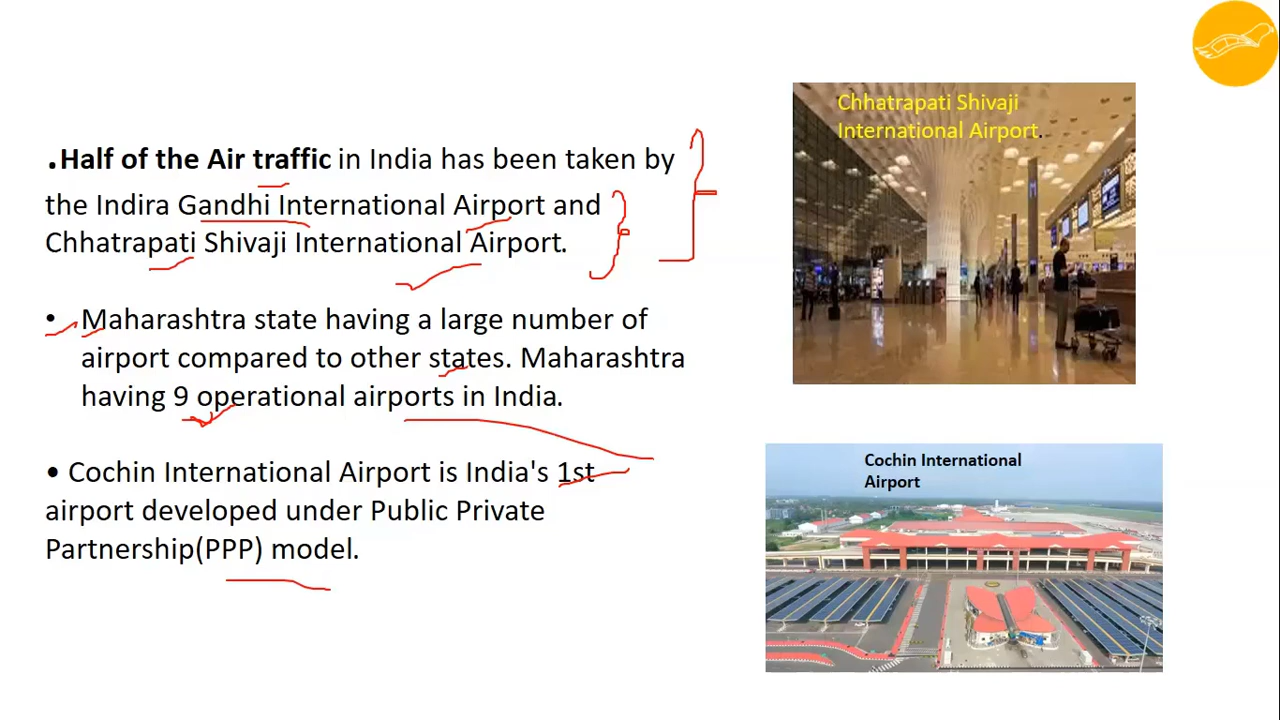 .Half of the Air traffic in India has been taken by
the Indira Gandhi International Airport and
Chhatrapati Shivaji International Airport.
• Maharashtra state having a large number of
airport compared to other states. Maharashtra
having 9 operational airports in India.
• Cochin International Airport is India's 1st
airport developed under Public Private
Partnership(PPP) model.
Chhatrapati Shivaji
International Airport.
Cochin International
Airport